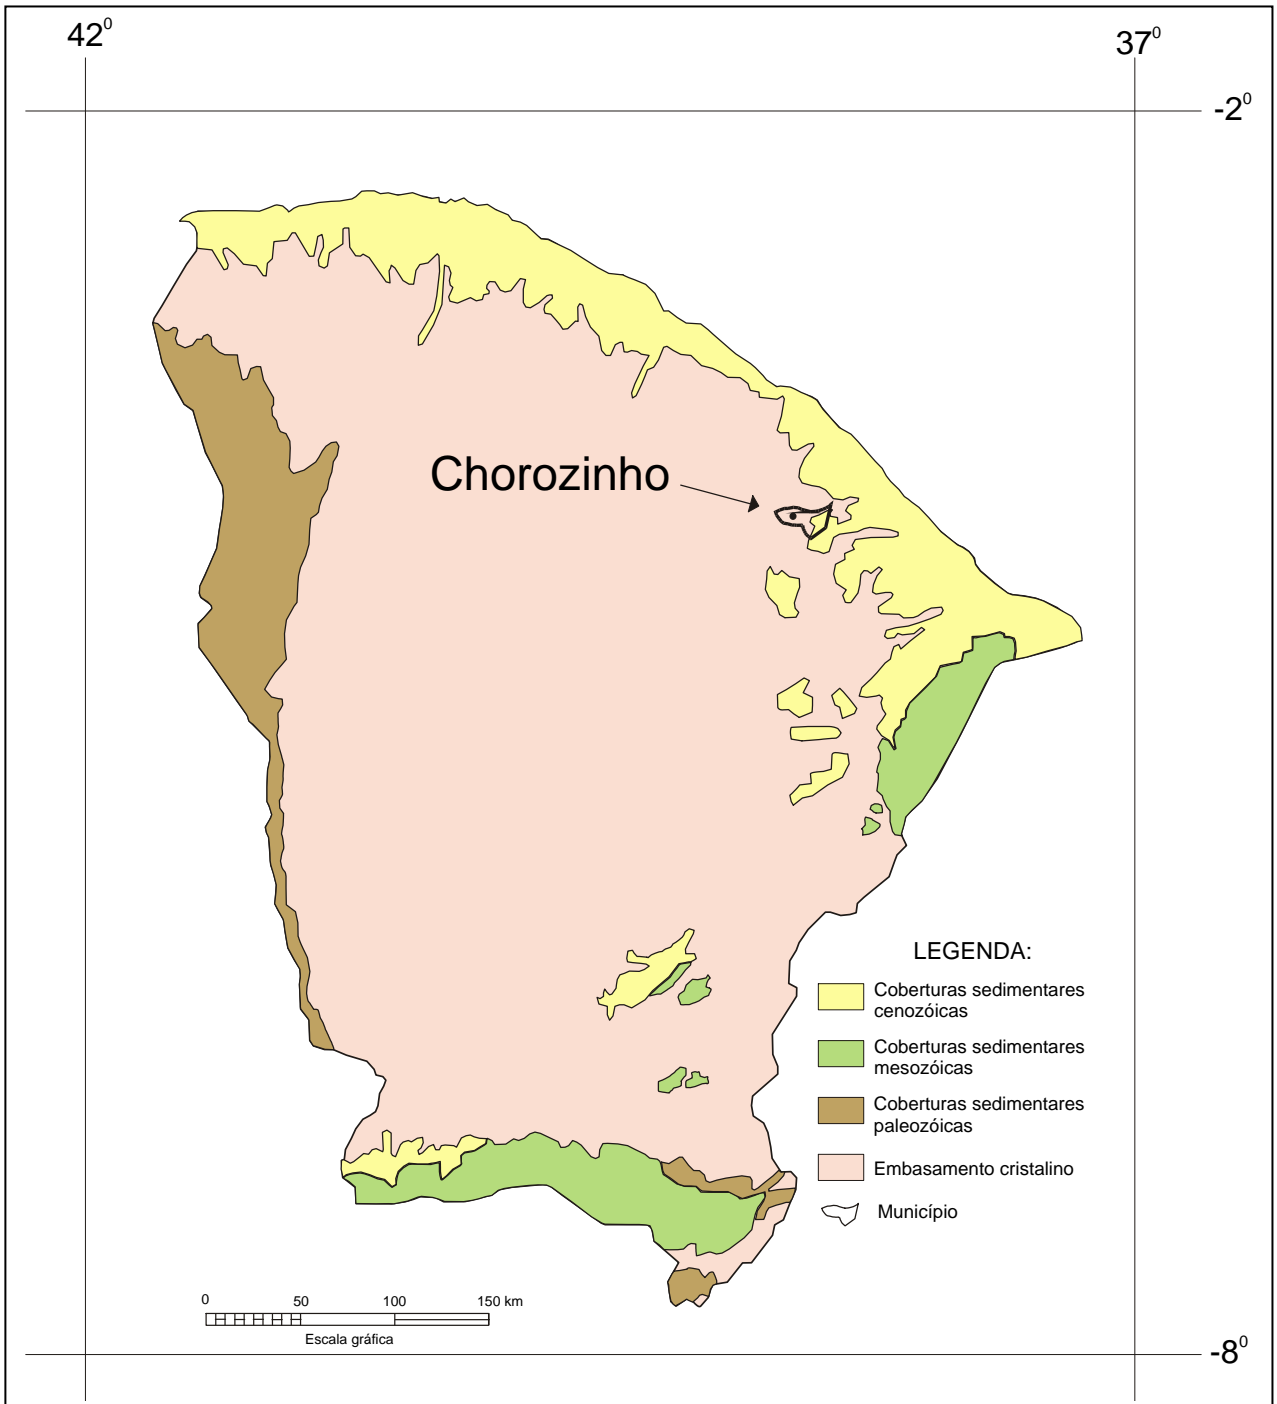 42⁰
37⁰
-2⁰
Chorozinho
LEGENDA:
Coberturas sedimentares
cenozóicas
Coberturas sedimentares
mesozóicas
Coberturas sedimentares
paleozóicas
Embasamento cristalino
Município
0 50 100 150 km
Escala gráfica
-8⁰